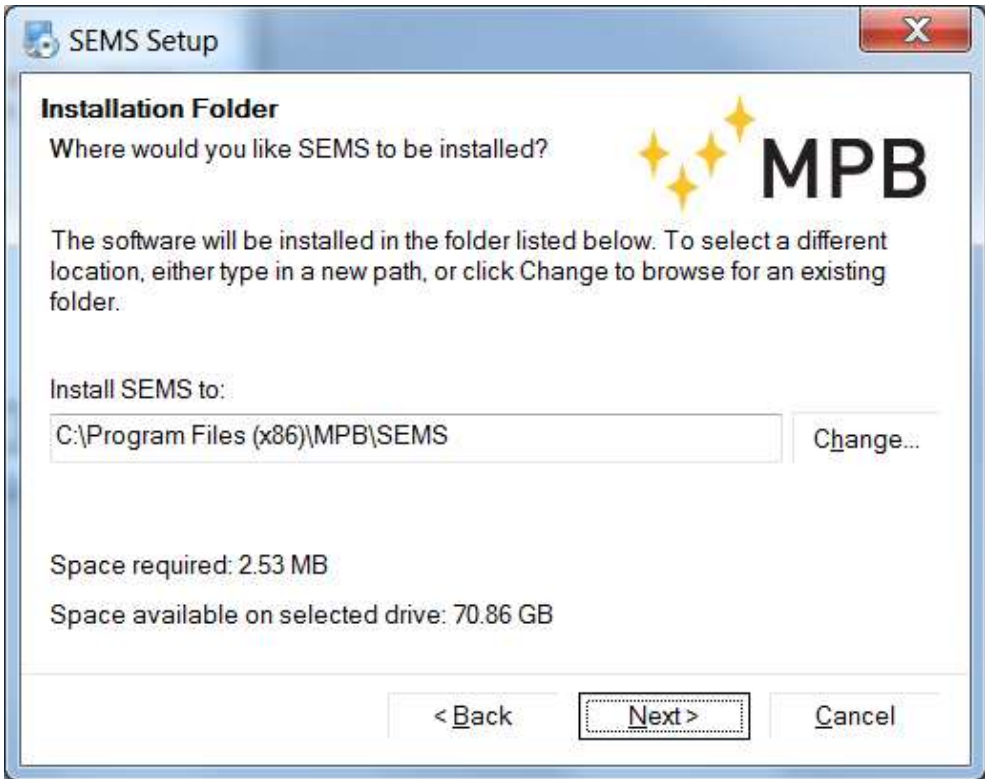 SEMS Setup
Installation Folder
Where would you like SEMS to be installed?
MPB
The software will be installed in the folder listed below. To select a different
location, either type in a new path, or click Change to browse for an existing
folder.
Install SEMS to:
C:\Program Files (x86)\MPB\SEMS
Change...
Space required: 2.53 MB
Space available on selected drive: 70.86 GB
< Back
Next >
Cancel